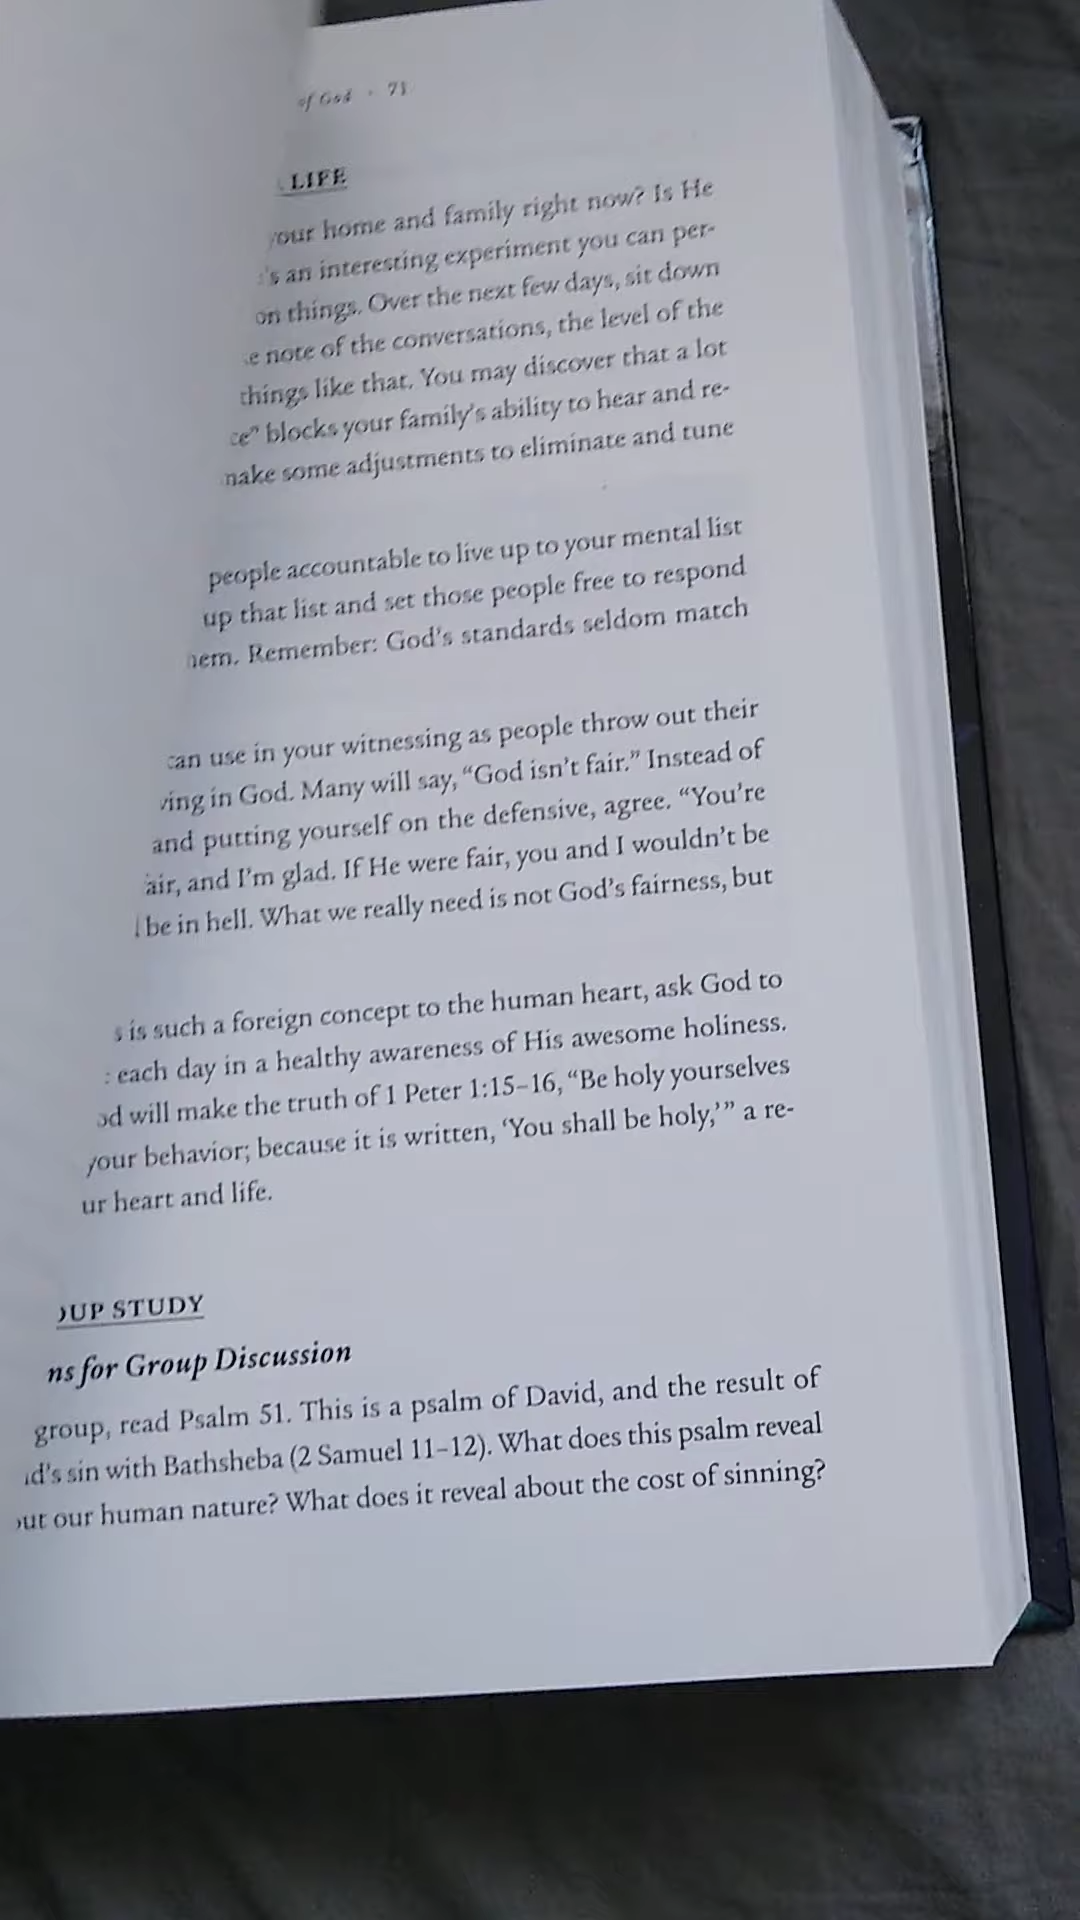 of God · 71
LIFE
your home and family right now? Is He
's an interesting experiment you can per-
on things. Over the next few days, sit down
e note of the conversations, the level of the
things like that. You may discover that a lot
ce” blocks your family's ability to hear and re-
make some adjustments to eliminate and tune
people accountable to live up to your mental list
up that list and set those people free to respond
hem. Remember: God's standards seldom match
can use in your witnessing as people throw out their
ving in God. Many will say, “God isn't fair.” Instead of
and putting yourself on the defensive, agree. “You're
air, and I'm glad. If He were fair, you and I wouldn't be
be in hell. What we really need is not God's fairness, but
s is such a foreign concept to the human heart, ask God to
each day in a healthy awareness of His awesome holiness.
od will make the truth of 1 Peter 1:15–16, “Be holy yourselves
your behavior; because it is written, ‘You shall be holy,’” a re-
ur heart and life.
OUP STUDY
ns for Group Discussion
group, read Psalm 51. This is a psalm of David, and the result of
id's sin with Bathsheba (2 Samuel 11–12). What does this psalm reveal
out our human nature? What does it reveal about the cost of sinning?